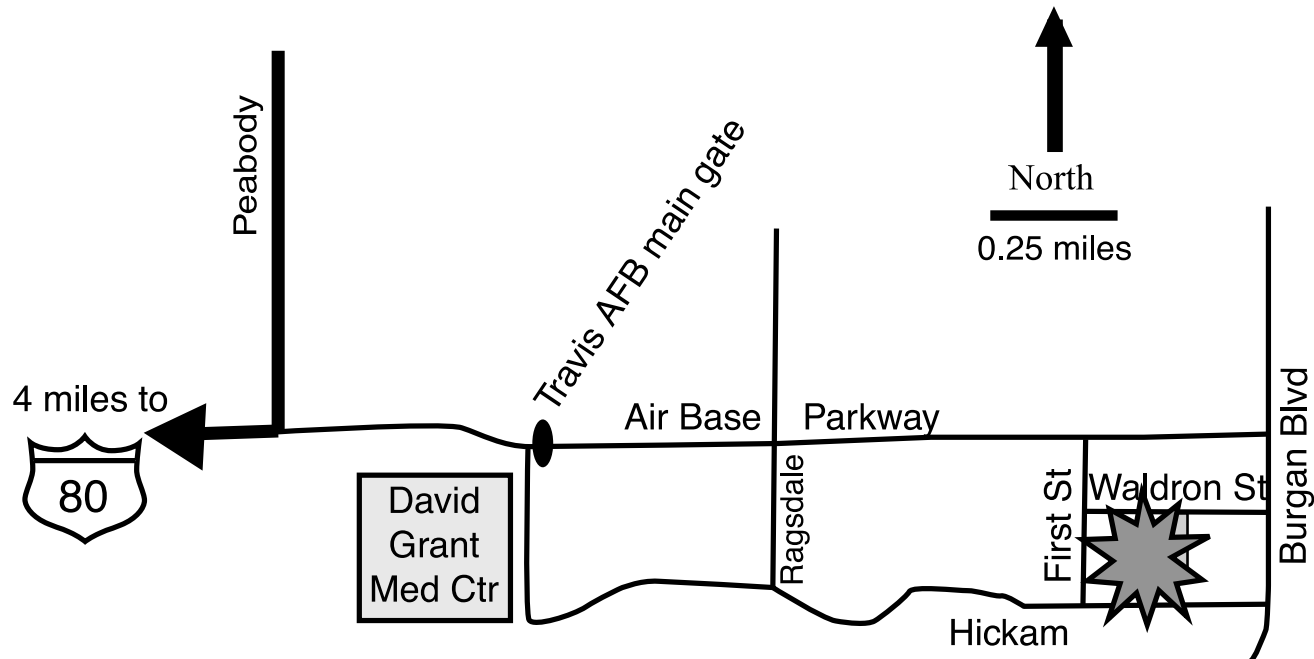 Peabody
Travis AFB main gate
North
0.25 miles
4 miles to
80
Air Base
Parkway
David
Grant
Med Ctr
Ragsdale
First St
Waldron St
Burgan Blvd
Hickam